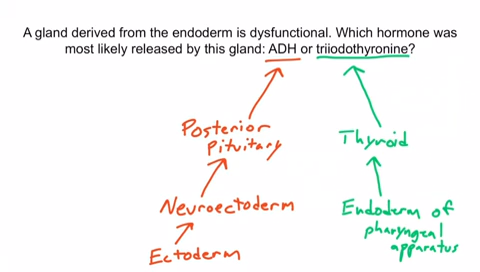 A gland derived from the endoderm is dysfunctional. Which hormone was
most likely released by this gland: ADH or triiodothyronine?
Posterior
Pituitary
Thyroid
Neuroectoderm
Endoderm of
pharyngeal
apparatus
Ectoderm